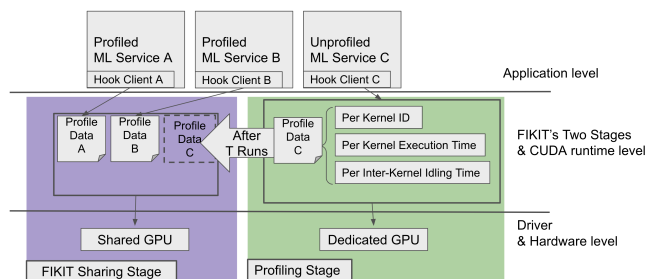 Profiled
ML Service A
Hook Client A
Profiled
ML Service B
Hook Client B
Unprofiled
ML Service C
Hook Client C
Application level
Profile
Data
A
Profile
Data
B
Profile
Data
C
After
T Runs
Profile
Data
C
Per Kernel ID
Per Kernel Execution Time
Per Inter-Kernel Idling Time
FIKIT's Two Stages
& CUDA runtime level
Shared GPU
Dedicated GPU
Driver
& Hardware level
FIKIT Sharing Stage
Profiling Stage